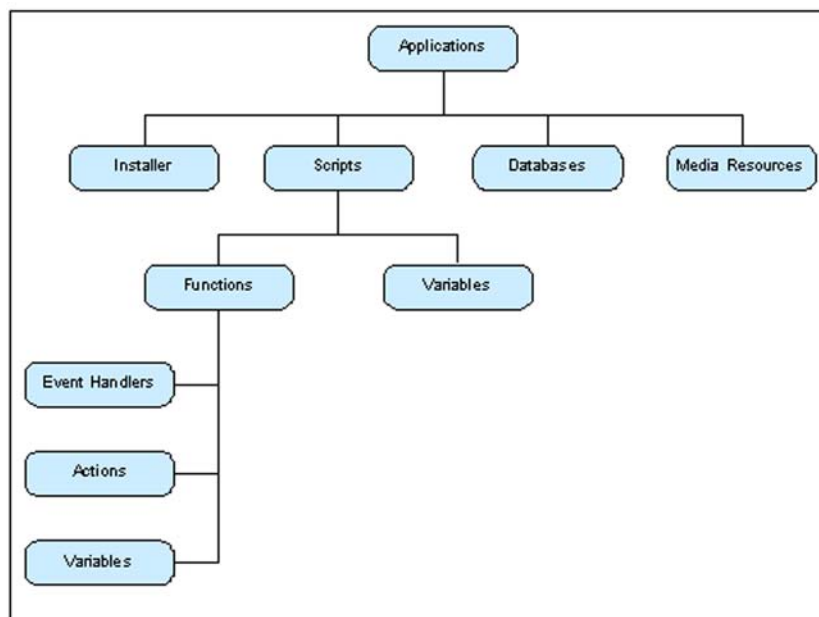 Applications
Installer
Scripts
Databases
Media Resources
Functions
Variables
Event Handlers
Actions
Variables